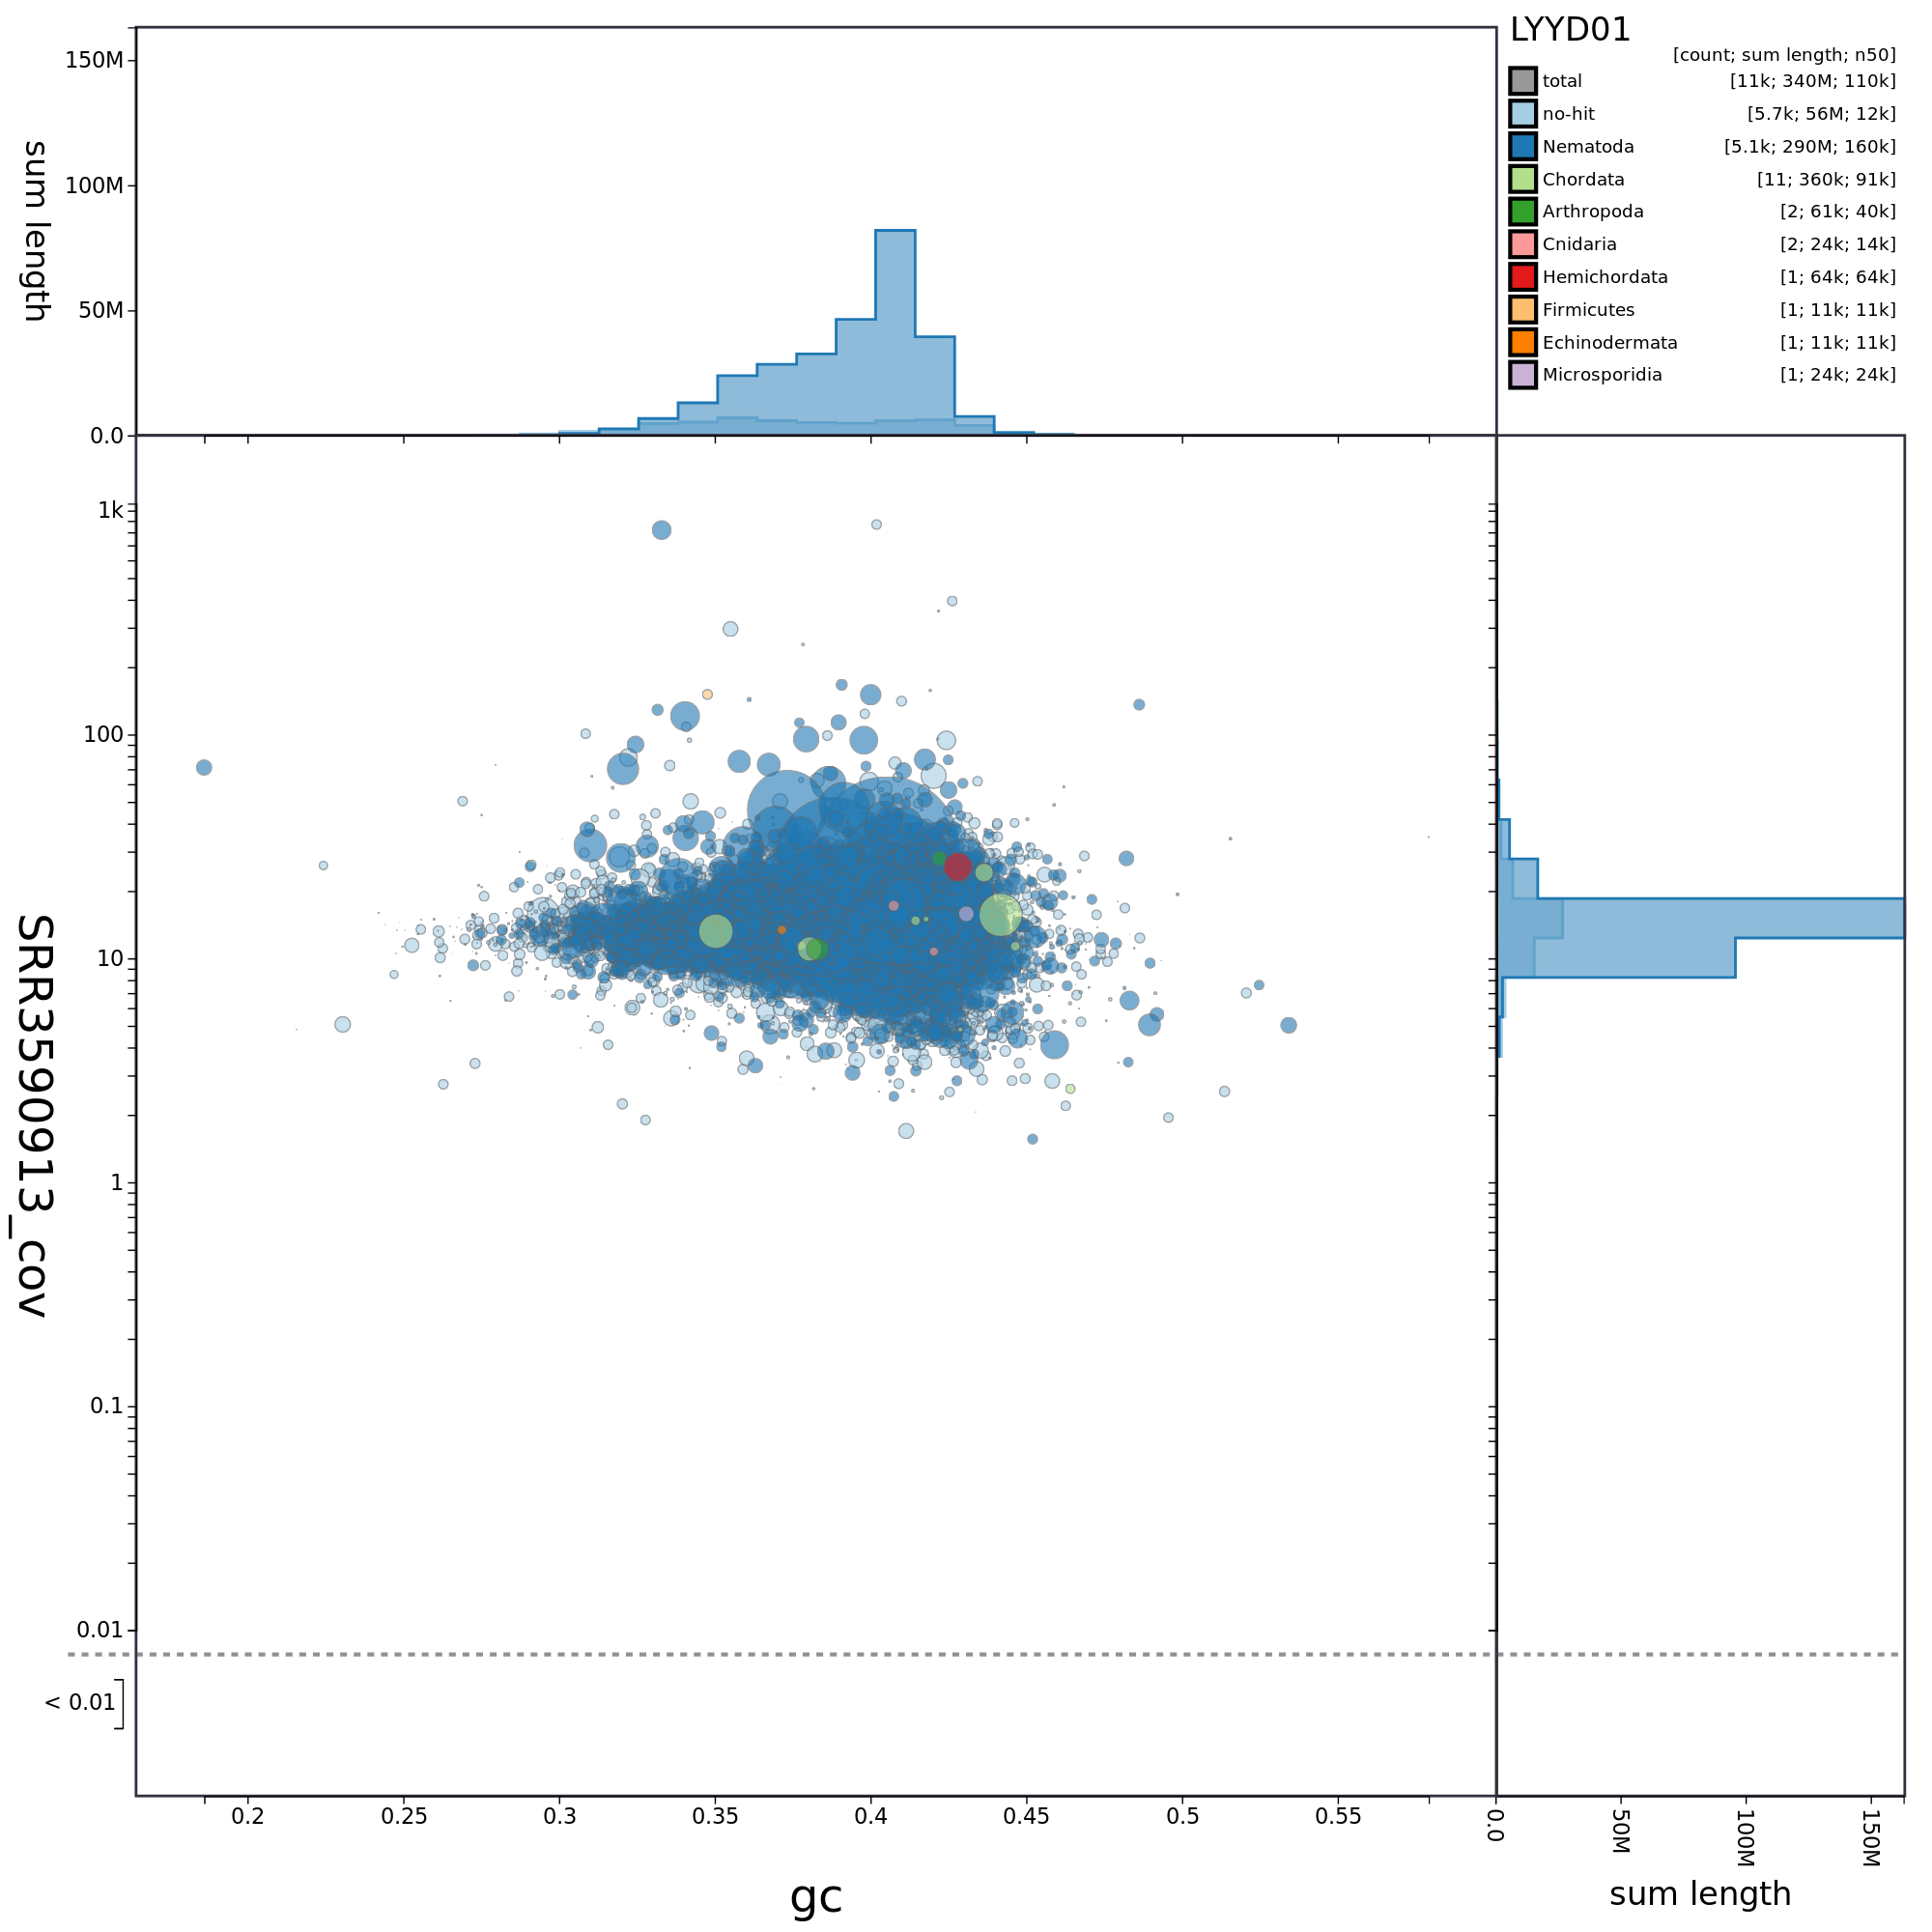 LYYD01
[count; sum length; n50]
total [11k; 340M; 110k]
no-hit [5.7k; 56M; 12k]
Nematoda [5.1k; 290M; 160k]
Chordata [11; 360k; 91k]
Arthropoda [2; 61k; 40k]
Cnidaria [2; 24k; 14k]
Hemichordata [1; 64k; 64k]
Firmicutes [1; 11k; 11k]
Echinodermata [1; 11k; 11k]
Microsporidia [1; 24k; 24k]
sum length
150M
100M
50M
0.0
SRR3590913_cov
1k
100
10
1
0.1
0.01
< 0.01
0.2 0.25 0.3 0.35 0.4 0.45 0.5 0.55
gc
0.0 50M 100M 150M
sum length